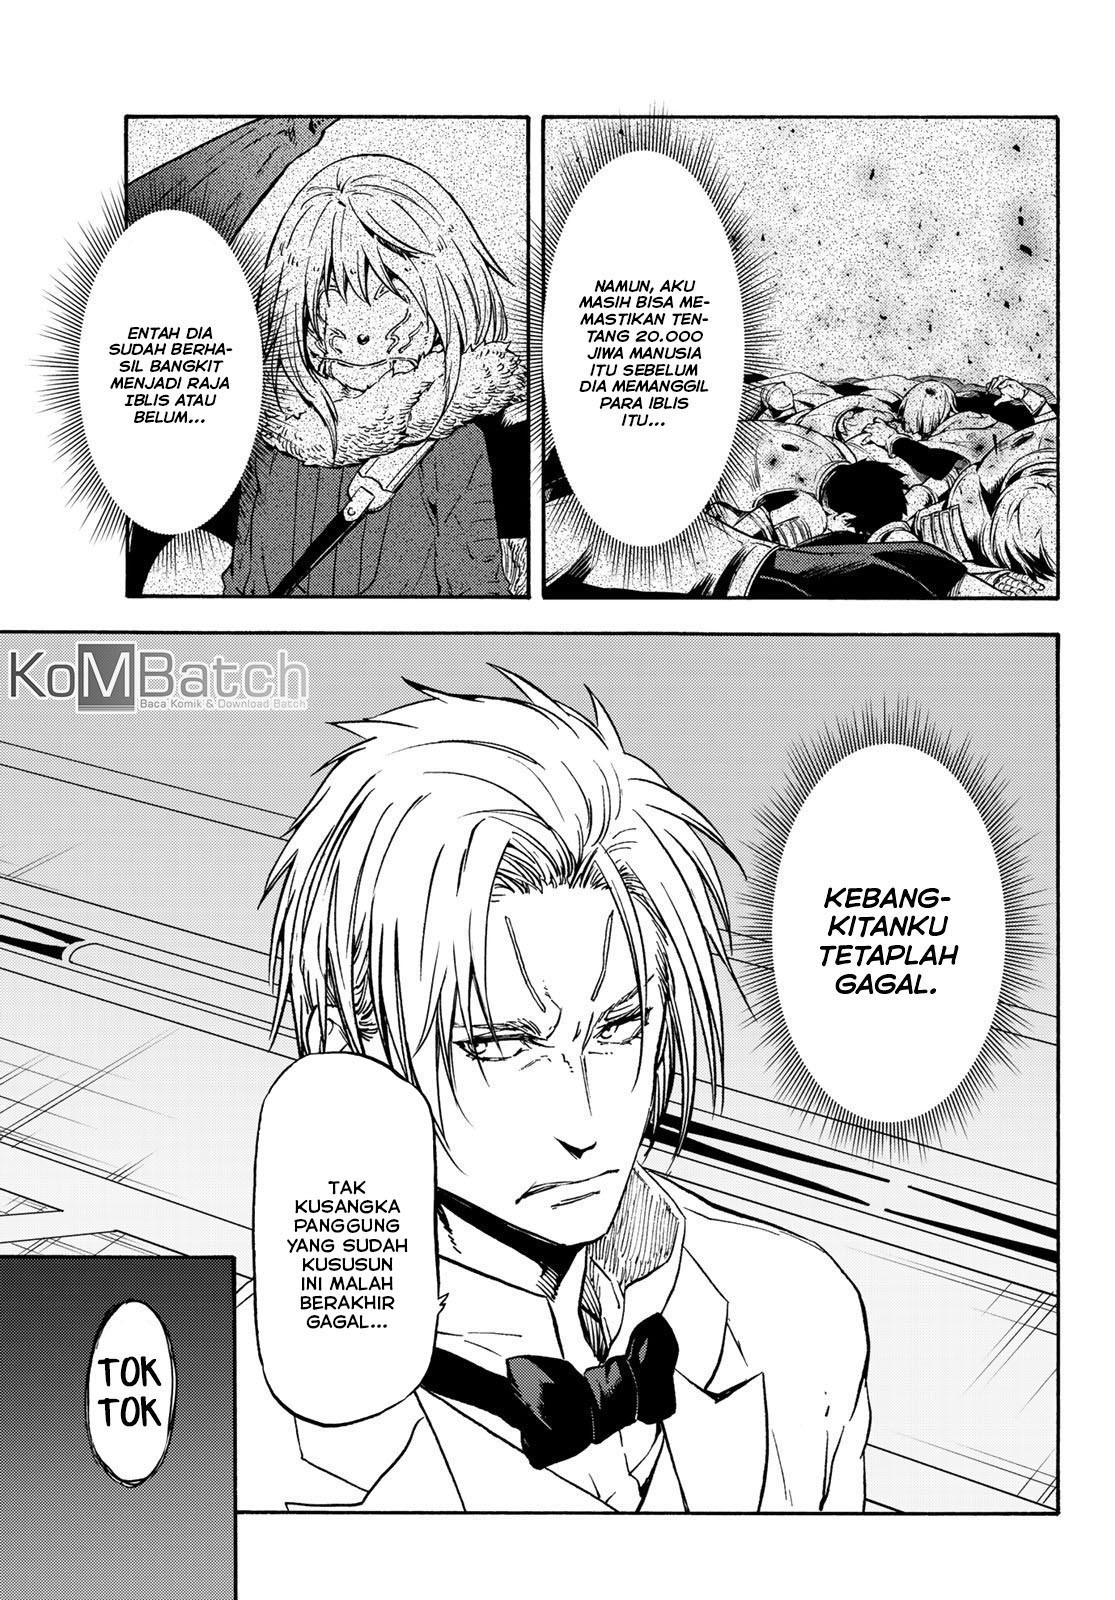 NAMUN, AKU
MASIH BISA ME-
MASTIKAN TEN-
TANG 20.000
JIWA MANUSIA
ITU SEBELUM
DIA MEMANGGIL
PARA IBLIS
ITU...
ENTAH DIA
SUDAH BERHA-
SIL BANGKIT
MENJADI RAJA
IBLIS ATAU
BELUM...
KoMBatch
Baca Komik & Download Batch
KEBANG-
KITANKU
TETAPLAH
GAGAL.
TAK
KUSANGKA
PANGGUNG
YANG SUDAH
KUSUSUN
INI MALAH
BERAKHIR
GAGAL...
TOK
TOK